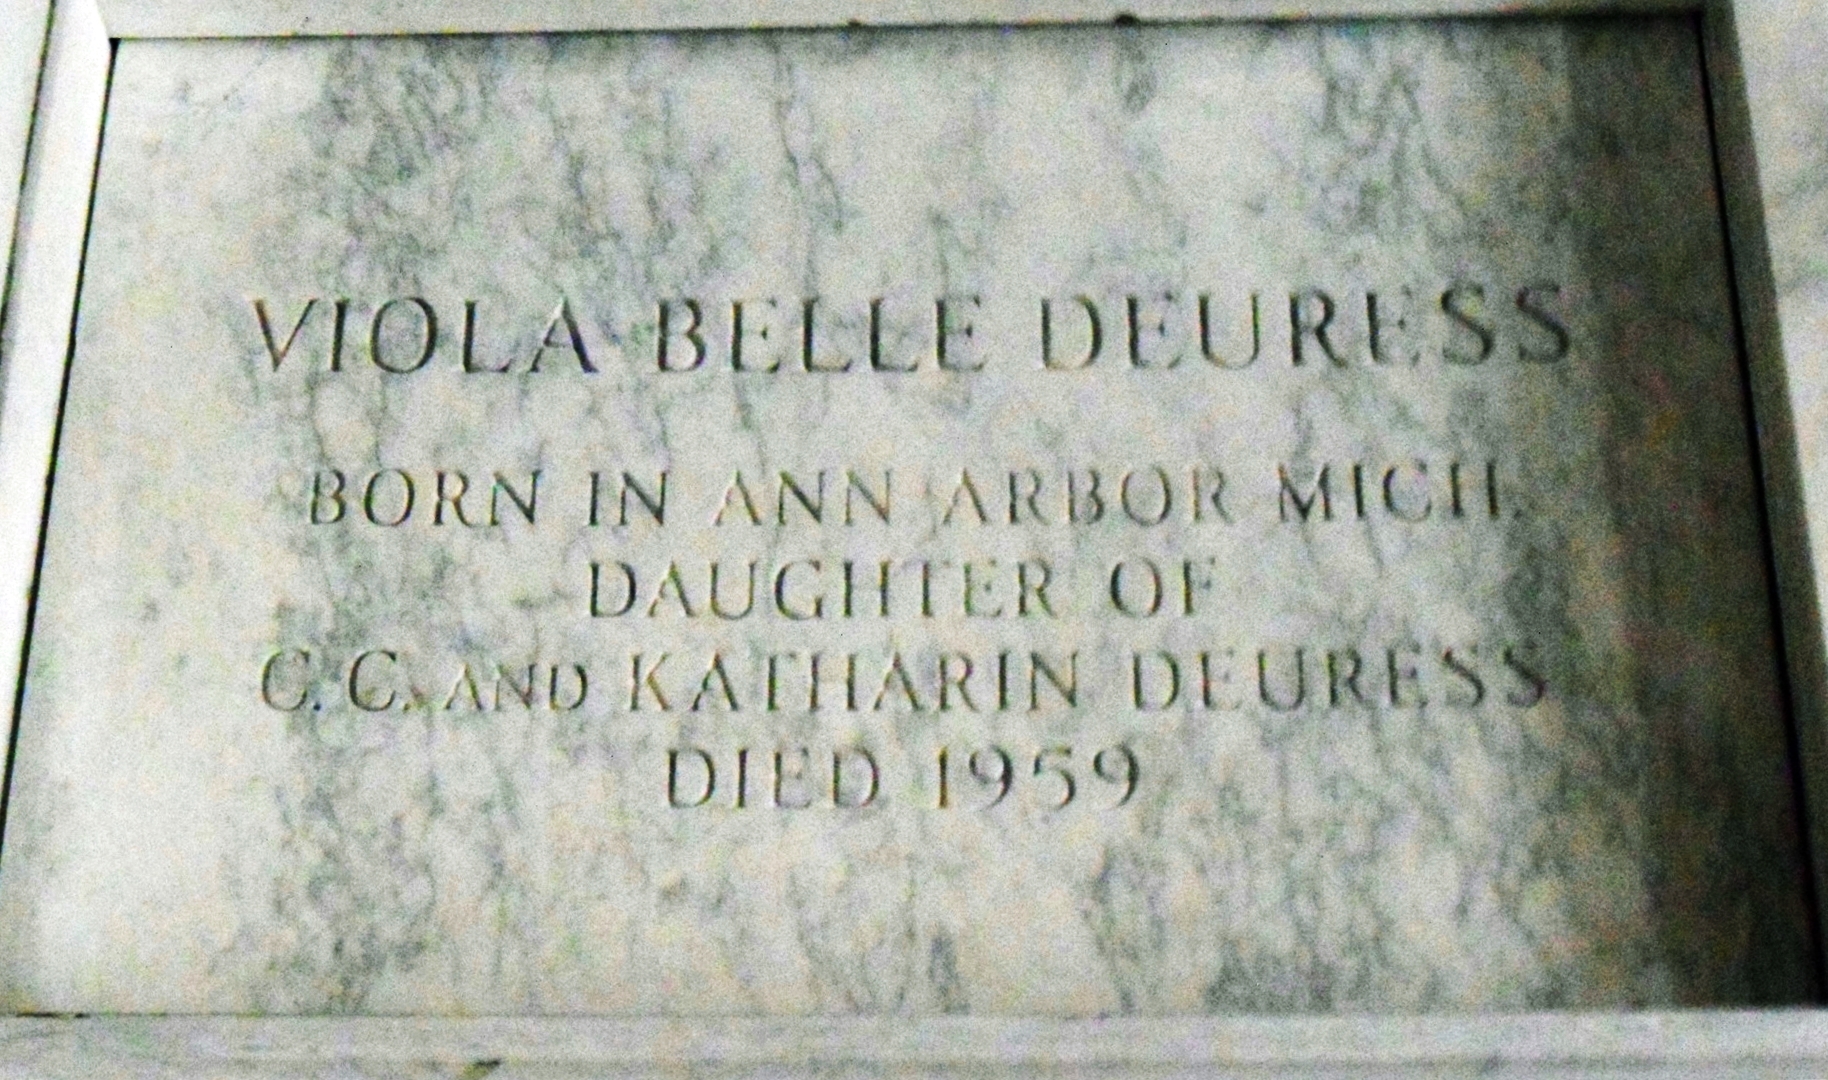 VIOLA BELLE DEURESS
BORN IN ANN ARBOR MICH.
DAUGHTER OF
C. C. AND KATHARIN DEURESS
DIED 1959